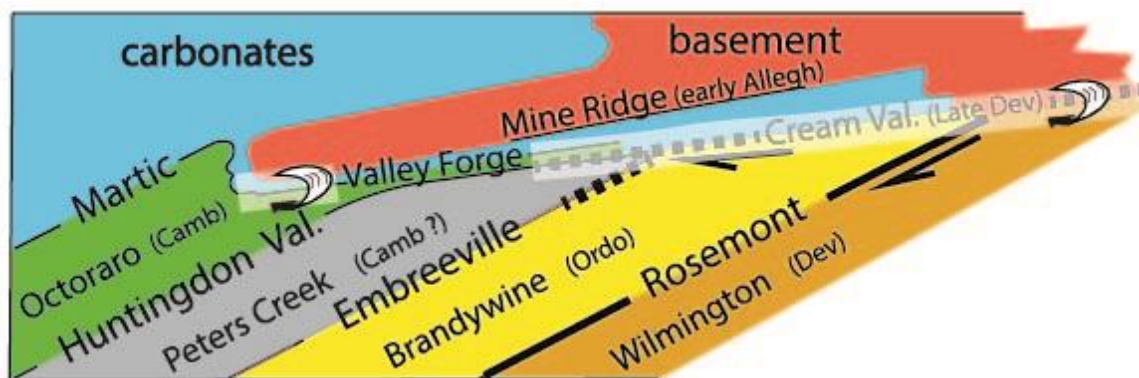 carbonates
basement
Mine Ridge (early Allegh)
Cream Val. (Late Dev)
Martic
Valley Forge
Octoraro (Camb)
Huntingdon Val.
Peters Creek (Camb ?)
Embreeville
Brandywine (Ordo)
Rosemont
Wilmington (Dev)